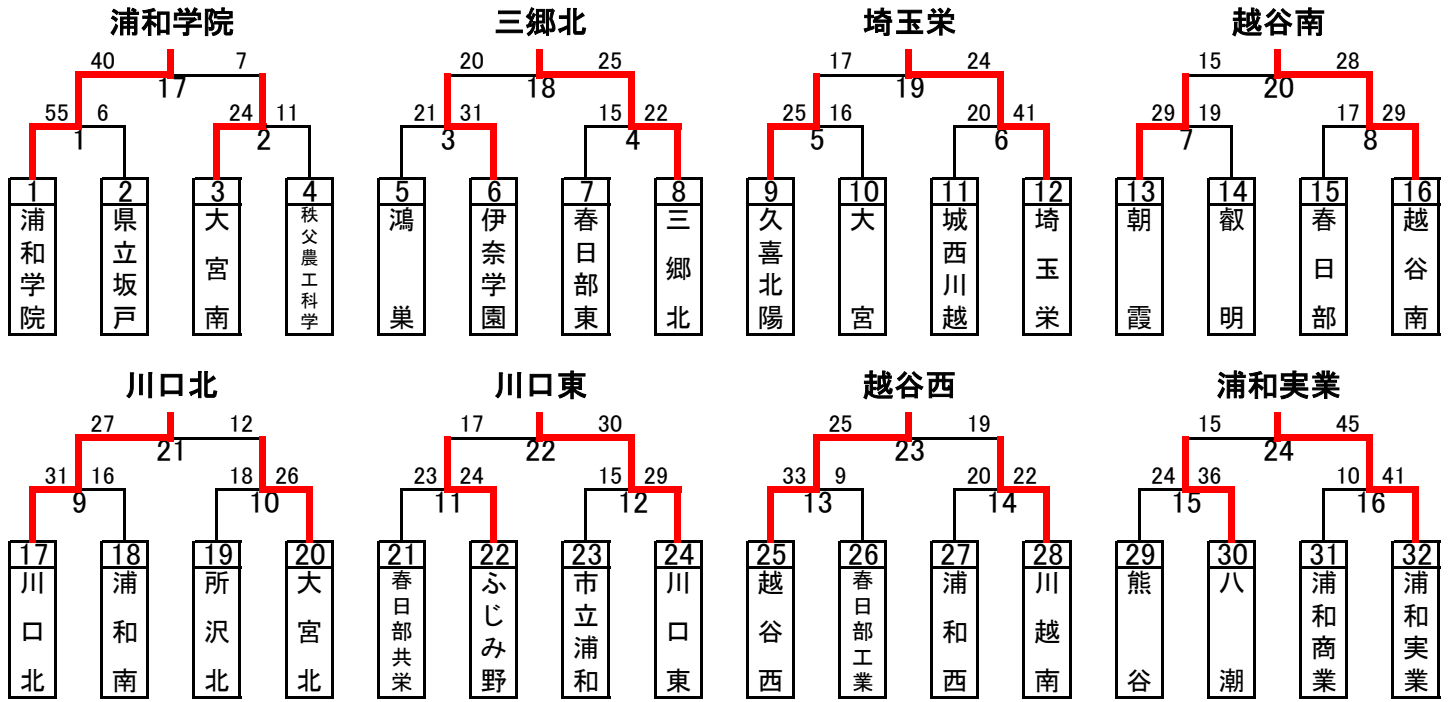 浦和学院 三郷北 埼玉栄 越谷南
40 7 20 25 17 24 15 28
17 18 19 20
55 6 24 11 21 31 15 22 25 16 20 41 29 19 17 29
1 2 3 4 5 6 7 8
1 2 3 4 5 6 7 8 9 10 11 12 13 14 15 16
浦和学院
県立坂戸
大宮南
秩父農工科学
鴻巣
伊奈学園
春日部東
三郷北
久喜北陽
大宮
城西川越
埼玉栄
朝霞
叡明
春日部
越谷南
川口北 川口東 越谷西 浦和実業
27 12 17 30 25 19 15 45
21 22 23 24
31 16 18 26 23 24 15 29 33 9 20 22 24 36 10 41
9 10 11 12 13 14 15 16
17 18 19 20 21 22 23 24 25 26 27 28 29 30 31 32
川口北
浦和南
所沢北
大宮北
春日部共栄
ふじみ野
市立浦和
川口東
越谷西
春日部工業
浦和西
川越南
熊谷
八潮
浦和商業
浦和実業